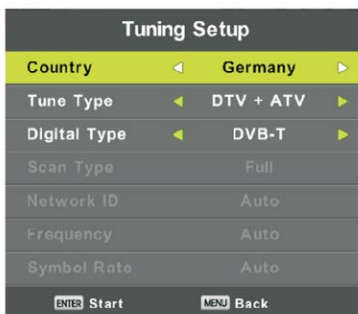 Tuning Setup
Country Germany
Tune Type DTV + ATV
Digital Type DVB-T
Scan Type Full
Network ID Auto
Frequency Auto
Symbol Rate Auto
ENTER Start MENU Back